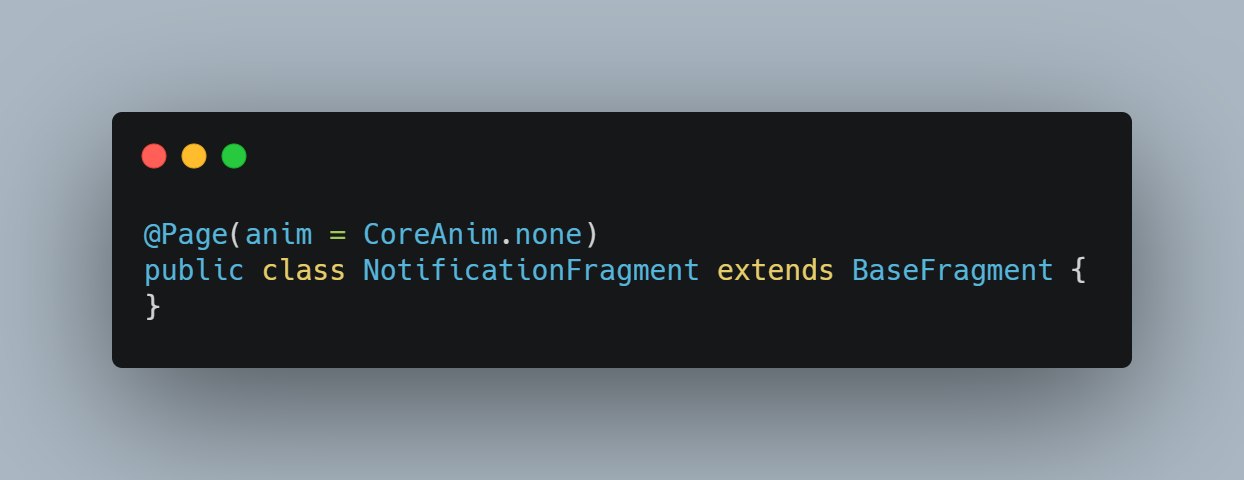 @Page(anim = CoreAnim.none)
public class NotificationFragment extends BaseFragment {
}